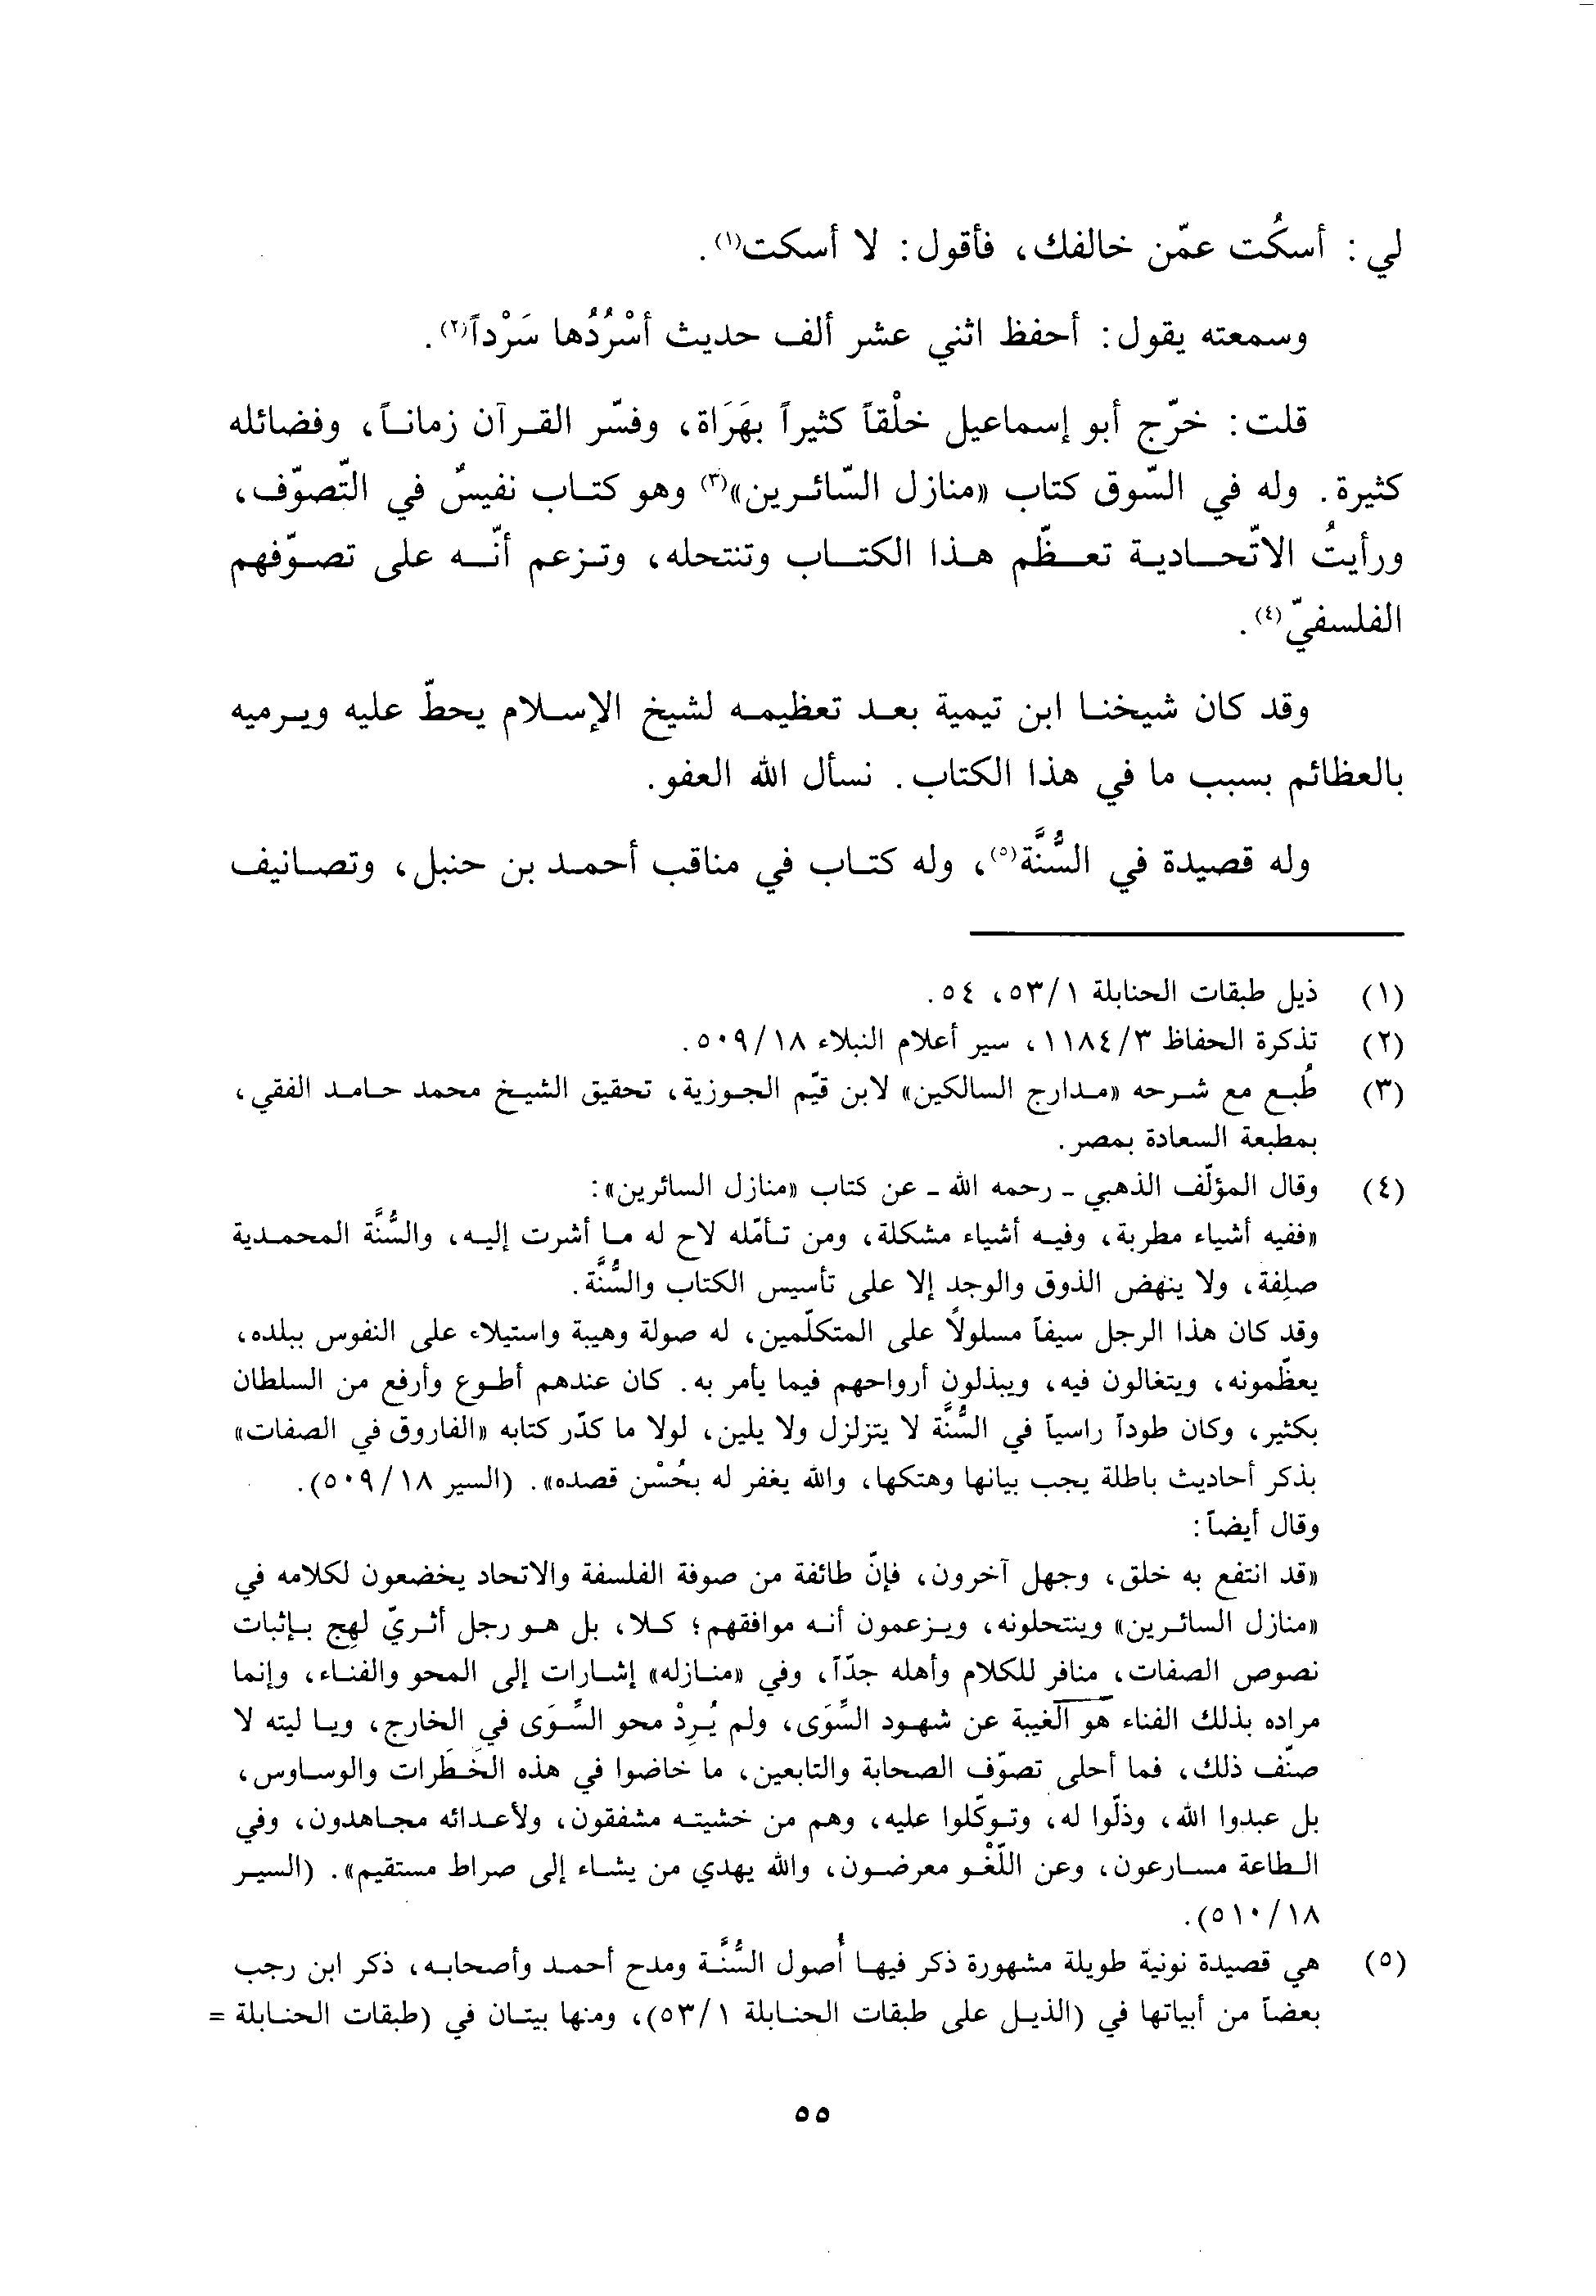 لي: أسكُت عمّن خالفك، فأقول: لا أسكت(١).
وسمعته يقول: أحفظ اثني عشر ألف حديث أسْرُدُها سَرْداً(٢).
قلت: خرّج أبو إسماعيل خلْقاً كثيراً بهَرَاة، وفسّر القرآن زماناً، وفضائله
كثيرة. وله في السّوق كتاب «منازل السّائرين»(٣) وهو كتاب نفيسٌ في التّصوّف،
ورأيتُ الاتّحادية تعظّم هذا الكتاب وتنتحله، وتزعم أنّه على تصوّفهم
الفلسفيّ(٤).
وقد كان شيخنا ابن تيمية بعد تعظيمه لشيخ الإسلام يحطّ عليه ويرميه
بالعظائم بسبب ما في هذا الكتاب. نسأل الله العفو.
وله قصيدة في السُّنَّة(٥)، وله كتاب في مناقب أحمد بن حنبل، وتصانيف
(١) ذيل طبقات الحنابلة ٥٣/١، ٥٤.
(٢) تذكرة الحفاظ ١١٨٤/٣، سير أعلام النبلاء ٥٠٩/١٨.
(٣) طُبع مع شرحه «مدارج السالكين» لابن قيّم الجوزية، تحقيق الشيخ محمد حامد الفقي،
بمطبعة السعادة بمصر.
(٤) وقال المؤلّف الذهبي ـ رحمه الله ـ عن كتاب «منازل السائرين»:
«ففيه أشياء مطربة، وفيه أشياء مشكلة، ومن تأمّله لاح له ما أشرت إليه، والسُّنَّة المحمدية
صلِفة، ولا ينهض الذوق والوجد إلا على تأسيس الكتاب والسُّنَّة.
وقد كان هذا الرجل سيفاً مسلولاً على المتكلّمين، له صولة وهيبة واستيلاء على النفوس ببلده،
يعظّمونه، ويتغالون فيه، ويبذلون أرواحهم فيما يأمر به. كان عندهم أطوع وأرفع من السلطان
بكثير، وكان طوداً راسياً في السُّنَّة لا يتزلزل ولا يلين، لولا ما كدّر كتابه «الفاروق في الصفات»
بذكر أحاديث باطلة يجب بيانها وهتكها، والله يغفر له بحُسْن قصده». (السير ٥٠٩/١٨).
وقال أيضاً:
«قد انتفع به خلق، وجهل آخرون، فإنّ طائفة من صوفة الفلسفة والاتحاد يخضعون لكلامه في
«منازل السائرين» وينتحلونه، ويزعمون أنه موافقهم؛ كلا، بل هو رجل أثريّ لهِج بإثبات
نصوص الصفات، منافر للكلام وأهله جدّاً، وفي «منازله» إشارات إلى المحو والفناء، وإنما
مراده بذلك الفناء هو الغيبة عن شهود السِّوَى، ولم يُرِدْ محو السِّوَى في الخارج، ويا ليته لا
صنّف ذلك، فما أحلى تصوّف الصحابة والتابعين، ما خاضوا في هذه الخَطَرات والوساوس،
بل عبدوا الله، وذلّوا له، وتوكّلوا عليه، وهم من خشيته مشفقون، ولأعدائه مجاهدون، وفي
الطاعة مسارعون، وعن اللّغْو معرضون، والله يهدي من يشاء إلى صراط مستقيم». (السير
٥١٠/١٨).
(٥) هي قصيدة نونية طويلة مشهورة ذكر فيها أُصول السُّنَّة ومدح أحمد وأصحابه، ذكر ابن رجب
بعضاً من أبياتها في (الذيل على طبقات الحنابلة ٥٣/١)، ومنها بيتان في (طبقات الحنابلة =
٥٥